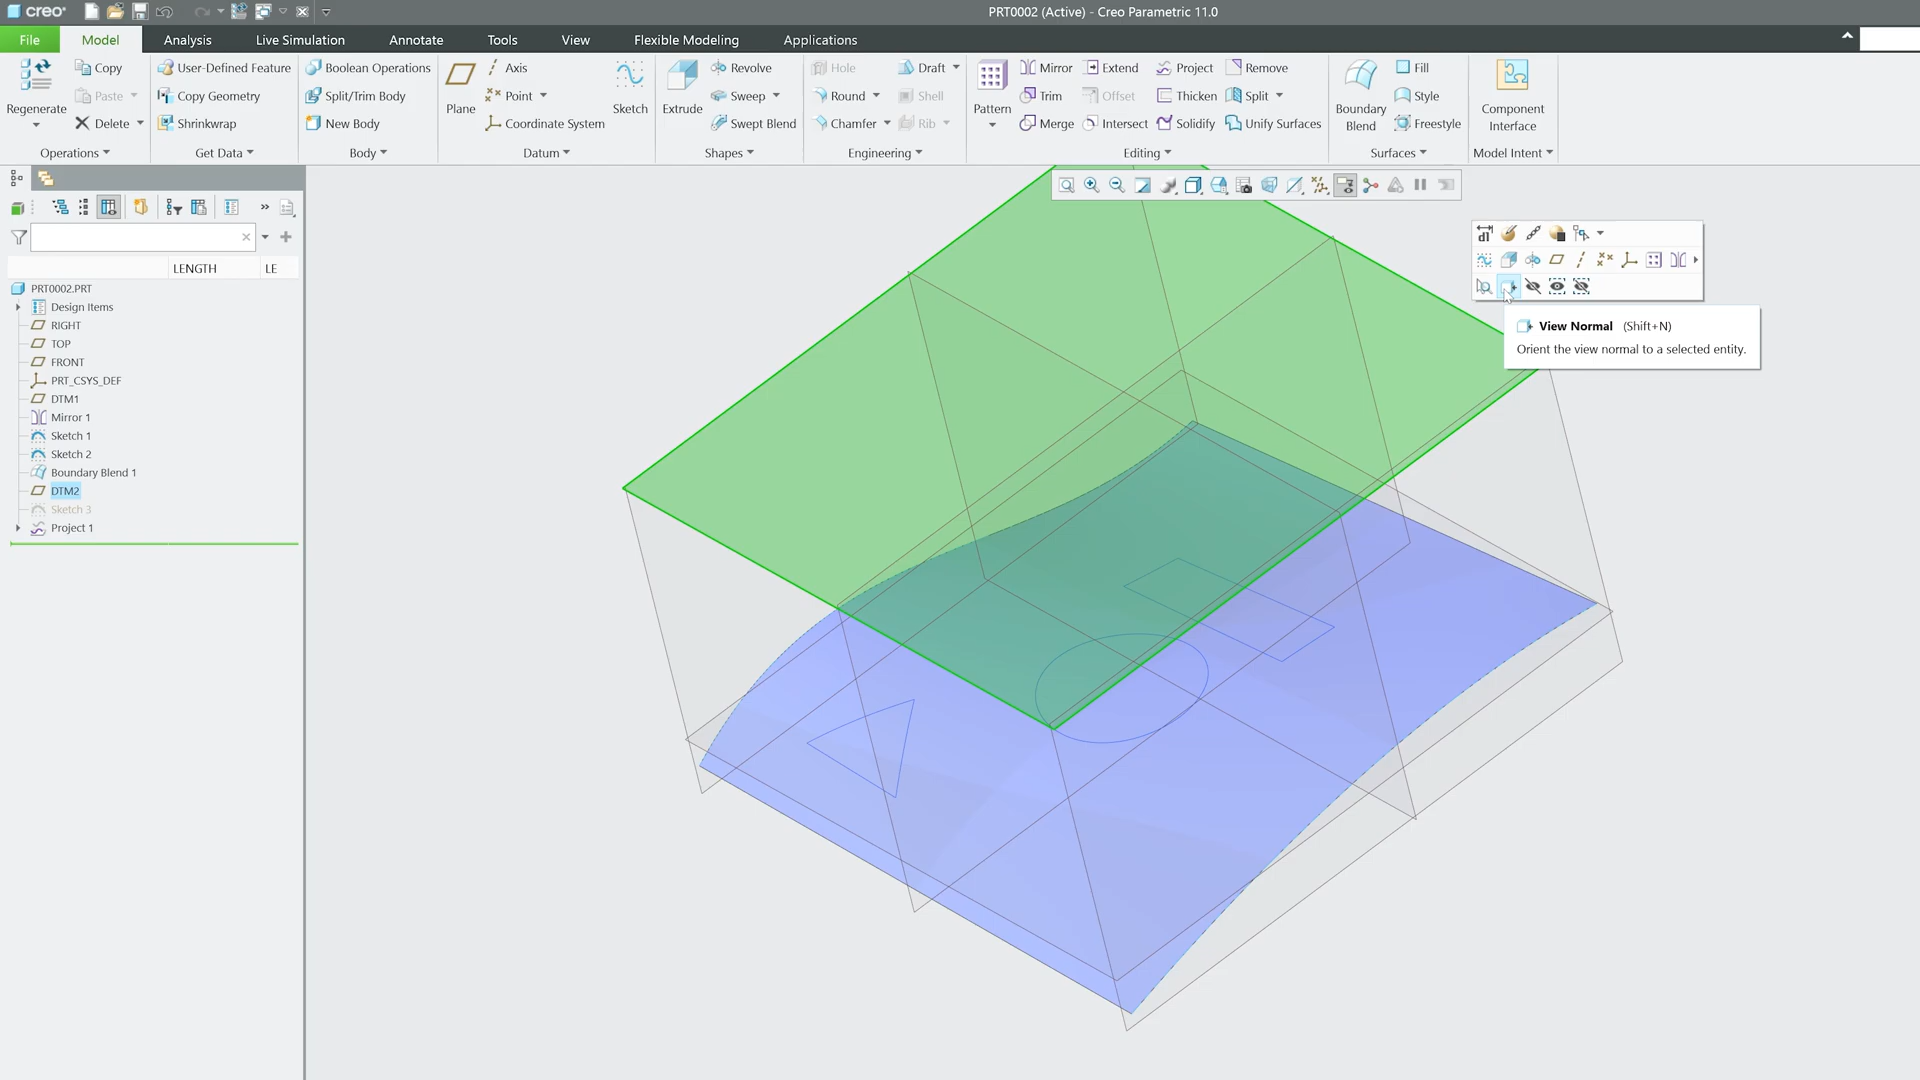 creo® PRT0002 (Active) - Creo Parametric 11.0
File Model Analysis Live Simulation Annotate Tools View Flexible Modeling Applications
Regenerate
Copy
Paste
Delete
Operations
User-Defined Feature
Copy Geometry
Shrinkwrap
Get Data
Boolean Operations
Split/Trim Body
New Body
Body
Plane
Axis
Point
Coordinate System
Sketch
Datum
Extrude
Revolve
Sweep
Swept Blend
Shapes
Hole
Round
Chamfer
Draft
Shell
Rib
Engineering
Pattern
Mirror
Trim
Merge
Extend
Offset
Intersect
Project
Thicken
Solidify
Remove
Split
Unify Surfaces
Editing
Boundary
Blend
Fill
Style
Freestyle
Surfaces
Component
Interface
Model Intent
LENGTH LE
PRT0002.PRT
Design Items
RIGHT
TOP
FRONT
PRT_CSYS_DEF
DTM1
Mirror 1
Sketch 1
Sketch 2
Boundary Blend 1
DTM2
Sketch 3
Project 1
View Normal (Shift+N)
Orient the view normal to a selected entity.